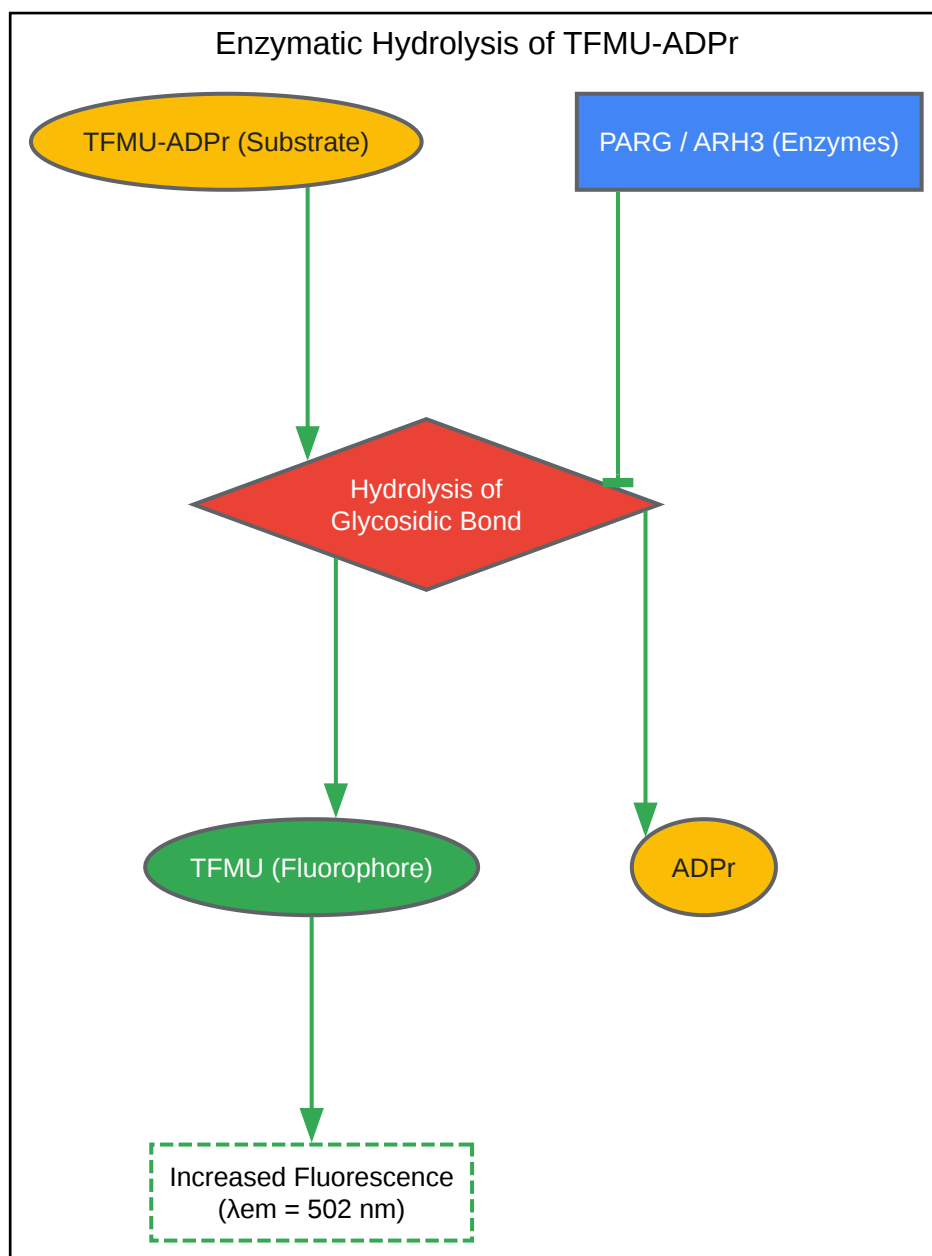 Enzymatic Hydrolysis of TFMU-ADPr
TFMU-ADPr (Substrate)
PARG / ARH3 (Enzymes)
Hydrolysis of
Glycosidic Bond
TFMU (Fluorophore)
ADPr
Increased Fluorescence
(λem = 502 nm)